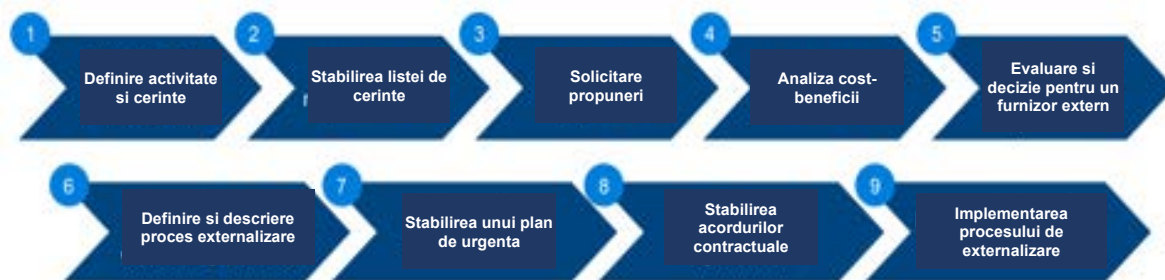 1
Definire activitate
si cerinte
2
Stabilirea listei de
cerinte
3
Solicitare
propuneri
4
Analiza cost-
beneficii
5
Evaluare si
decizie pentru un
furnizor extern
6
Definire si descriere
proces externalizare
7
Stabilirea unui plan
de urgenta
8
Stabilirea
acordurilor
contractuale
9
Implementarea
procesului de
externalizare